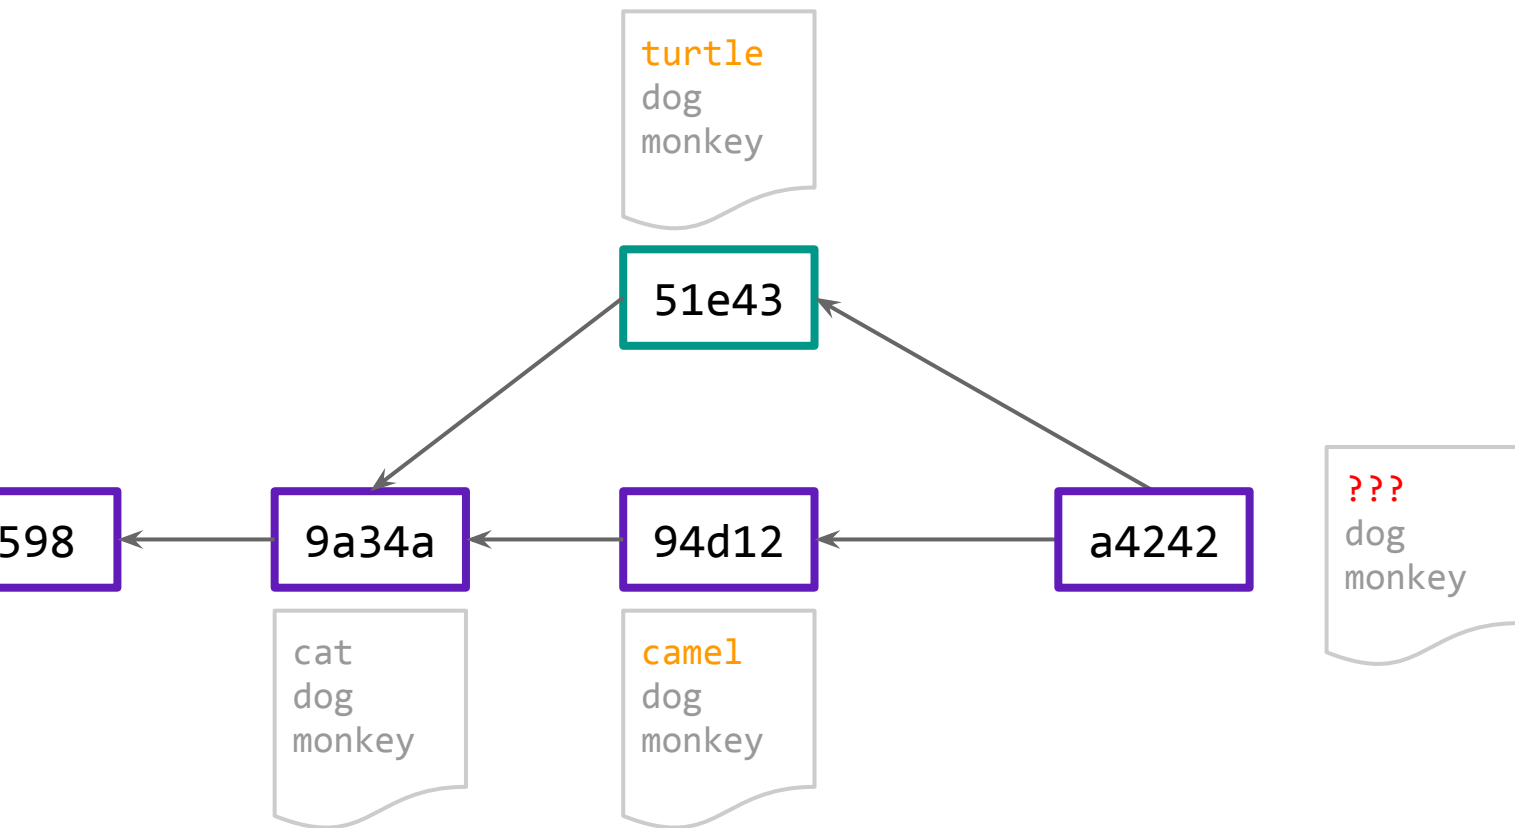 turtle
dog
monkey
51e43
598
9a34a
94d12
a4242
???
dog
monkey
cat
dog
monkey
camel
dog
monkey